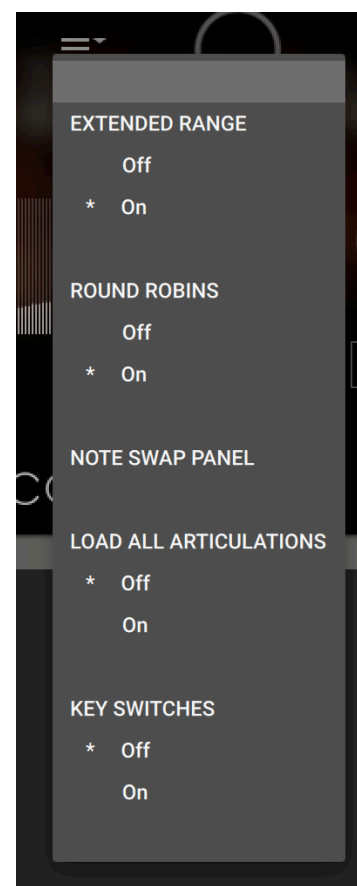 EXTENDED RANGE
Off
* On
ROUND ROBINS
Off
* On
NOTE SWAP PANEL
LOAD ALL ARTICULATIONS
* Off
On
KEY SWITCHES
* Off
On